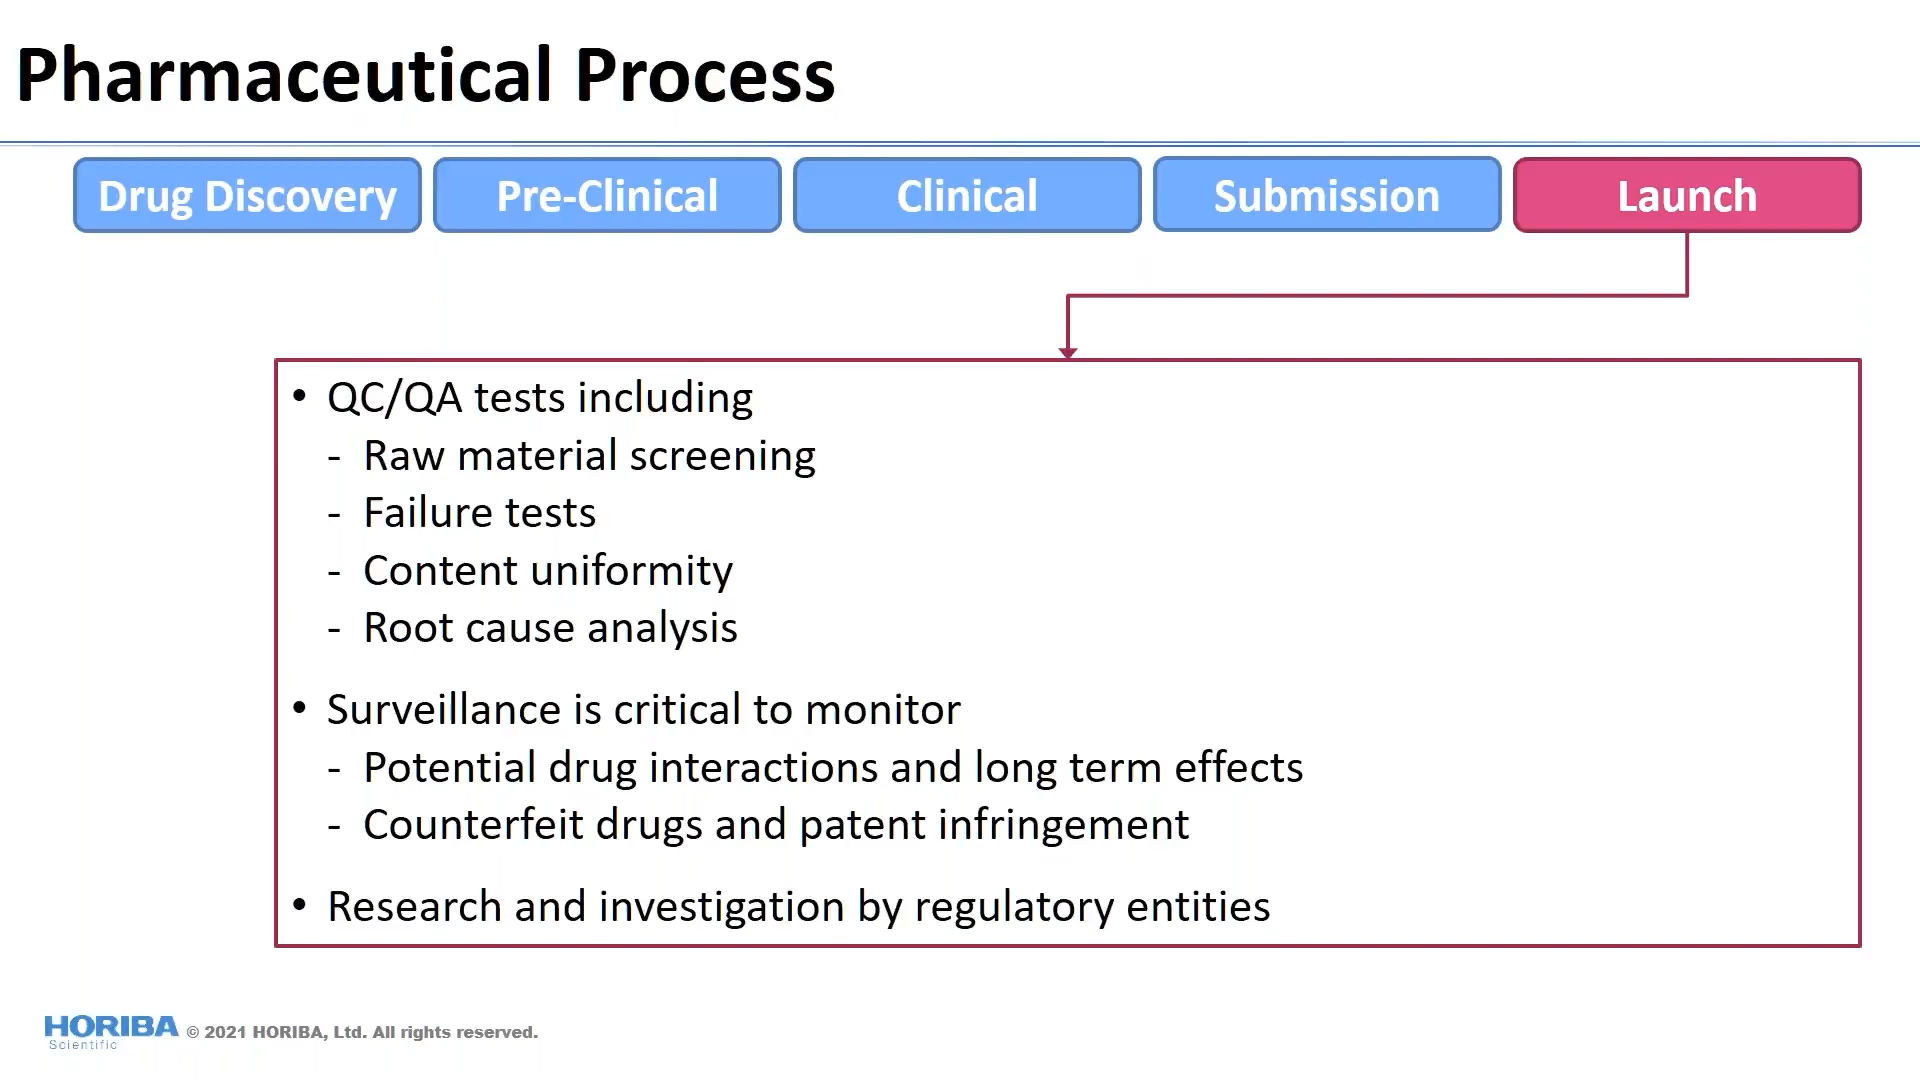 Pharmaceutical Process
Drug Discovery
Pre-Clinical
Clinical
Submission
Launch
• QC/QA tests including
- Raw material screening
- Failure tests
- Content uniformity
- Root cause analysis
• Surveillance is critical to monitor
- Potential drug interactions and long term effects
- Counterfeit drugs and patent infringement
• Research and investigation by regulatory entities
HORIBA
Scientific
© 2021 HORIBA, Ltd. All rights reserved.